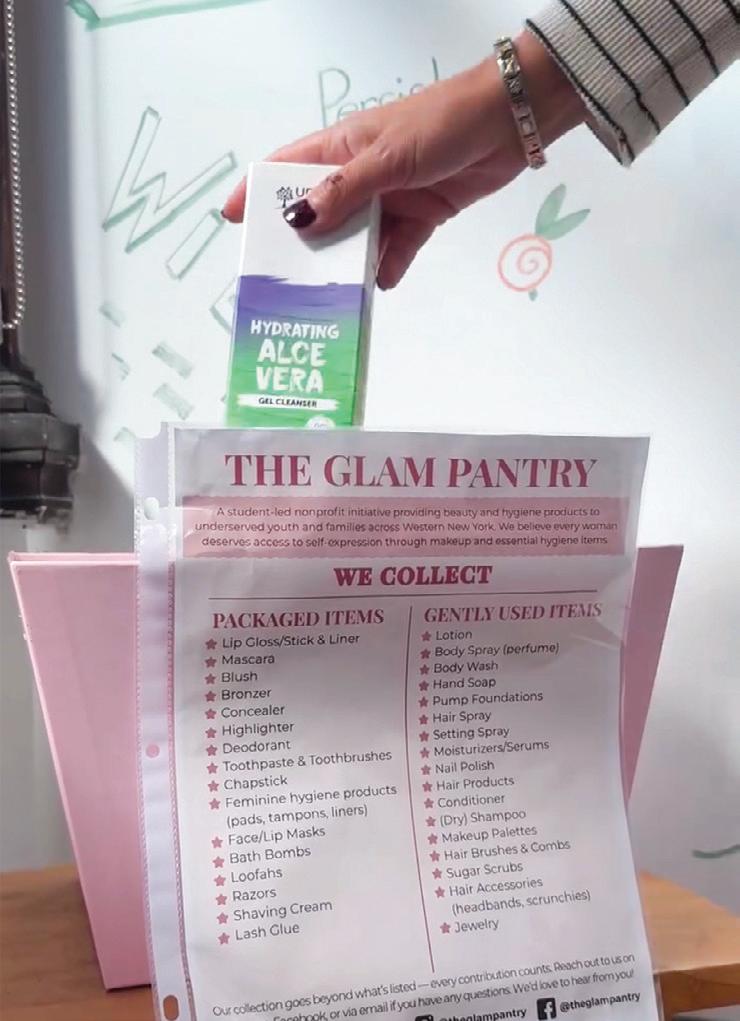 HYDRATING
ALOE
VERA
GEL CLEANSER
THE GLAM PANTRY
A student-led nonprofit initiative providing beauty and hygiene products to
underserved youth and families across Western New York. We believe every woman
deserves access to self-expression through makeup and essential hygiene items
WE COLLECT
PACKAGED ITEMS
Lip Gloss/Stick & Liner
Mascara
Blush
Bronzer
Concealer
Highlighter
Deodorant
Toothpaste & Toothbrushes
Chapstick
Feminine hygiene products
(pads, tampons, liners)
Face/Lip Masks
Bath Bombs
Loofahs
Razors
Shaving Cream
Lash Glue
GENTLY USED ITEMS
Lotion
Body Spray (perfume)
Body Wash
Hand Soap
Pump Foundations
Hair Spray
Setting Spray
Moisturizers/Serums
Nail Polish
Hair Products
Conditioner
(Dry) Shampoo
Makeup Palettes
Hair Brushes & Combs
Sugar Scrubs
Hair Accessories
(headbands, scrunchies)
Jewelry
Our collection goes beyond what's listed — every contribution counts. Reach out to us on
Facebook, or via email if you have any questions. We'd love to hear from you!
@theglampantry
@theglampantry